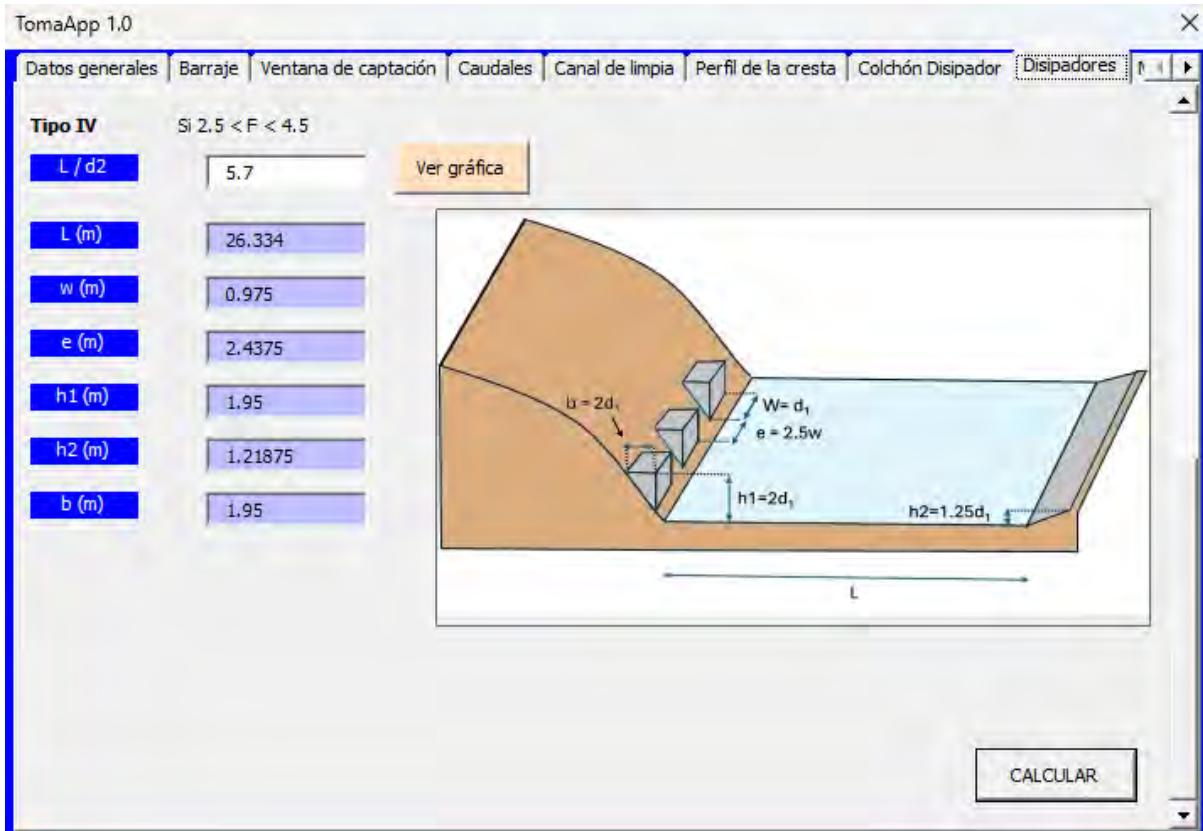 TomaApp 1.0
Datos generales Barraje Ventana de captación Caudales Canal de limpia Perfil de la cresta Colchón Disipador Disipadores
Tipo IV Si 2.5 < F < 4.5
L / d2 5.7 Ver gráfica
L (m) 26.334
w (m) 0.975
e (m) 2.4375
h1 (m) 1.95
h2 (m) 1.21875
b (m) 1.95
b = 2d₁
W= d₁
e = 2.5w
h1=2d₁
h2=1.25d₁
L
CALCULAR